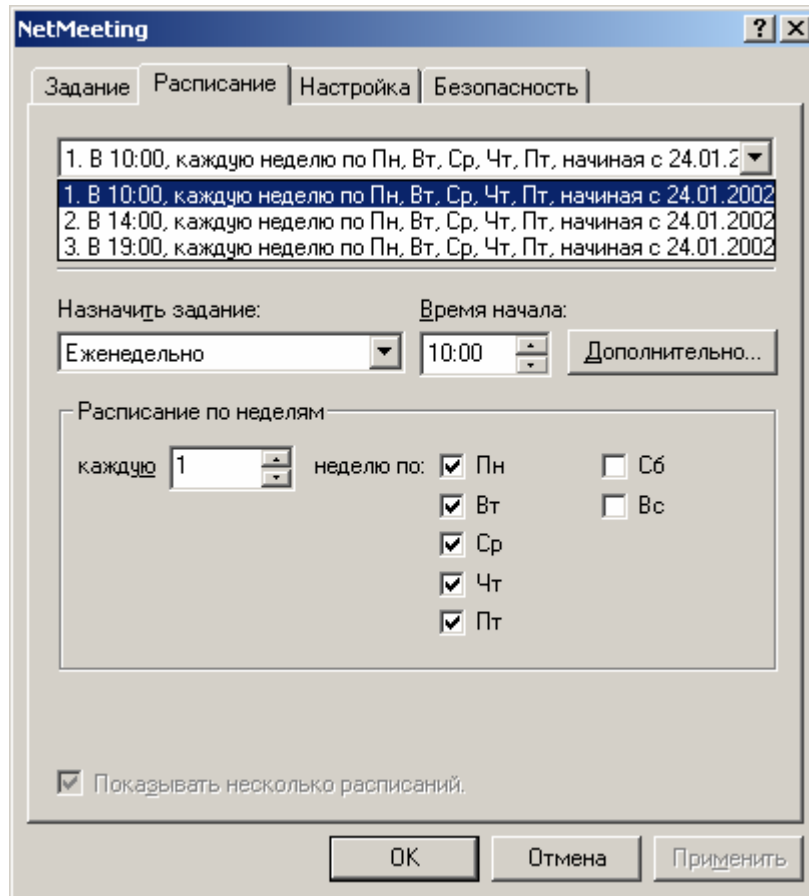 NetMeeting
Задание Расписание Настройка Безопасность
1. В 10:00, каждую неделю по Пн, Вт, Ср, Чт, Пт, начиная с 24.01.2
1. В 10:00, каждую неделю по Пн, Вт, Ср, Чт, Пт, начиная с 24.01.2002
2. В 14:00, каждую неделю по Пн, Вт, Ср, Чт, Пт, начиная с 24.01.2002
3. В 19:00, каждую неделю по Пн, Вт, Ср, Чт, Пт, начиная с 24.01.2002
Назначить задание: Время начала:
Еженедельно 10:00 Дополнительно...
Расписание по неделям
каждую 1 неделю по: Пн Сб
Вт Вс
Ср
Чт
Пт
Показывать несколько расписаний.
OK Отмена Применить